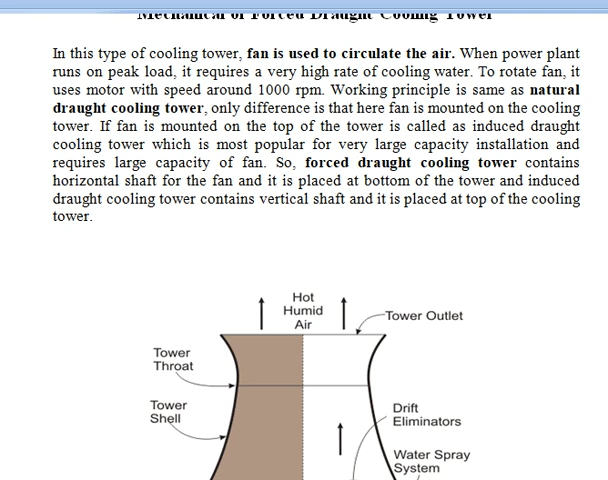 Mechanical or Forced Draught Cooling Tower
In this type of cooling tower, fan is used to circulate the air. When power plant
runs on peak load, it requires a very high rate of cooling water. To rotate fan, it
uses motor with speed around 1000 rpm. Working principle is same as natural
draught cooling tower, only difference is that here fan is mounted on the cooling
tower. If fan is mounted on the top of the tower is called as induced draught
cooling tower which is most popular for very large capacity installation and
requires large capacity of fan. So, forced draught cooling tower contains
horizontal shaft for the fan and it is placed at bottom of the tower and induced
draught cooling tower contains vertical shaft and it is placed at top of the cooling
tower.
Hot
Humid
Air
Tower Outlet
Tower
Throat
Tower
Shell
Drift
Eliminators
Water Spray
System